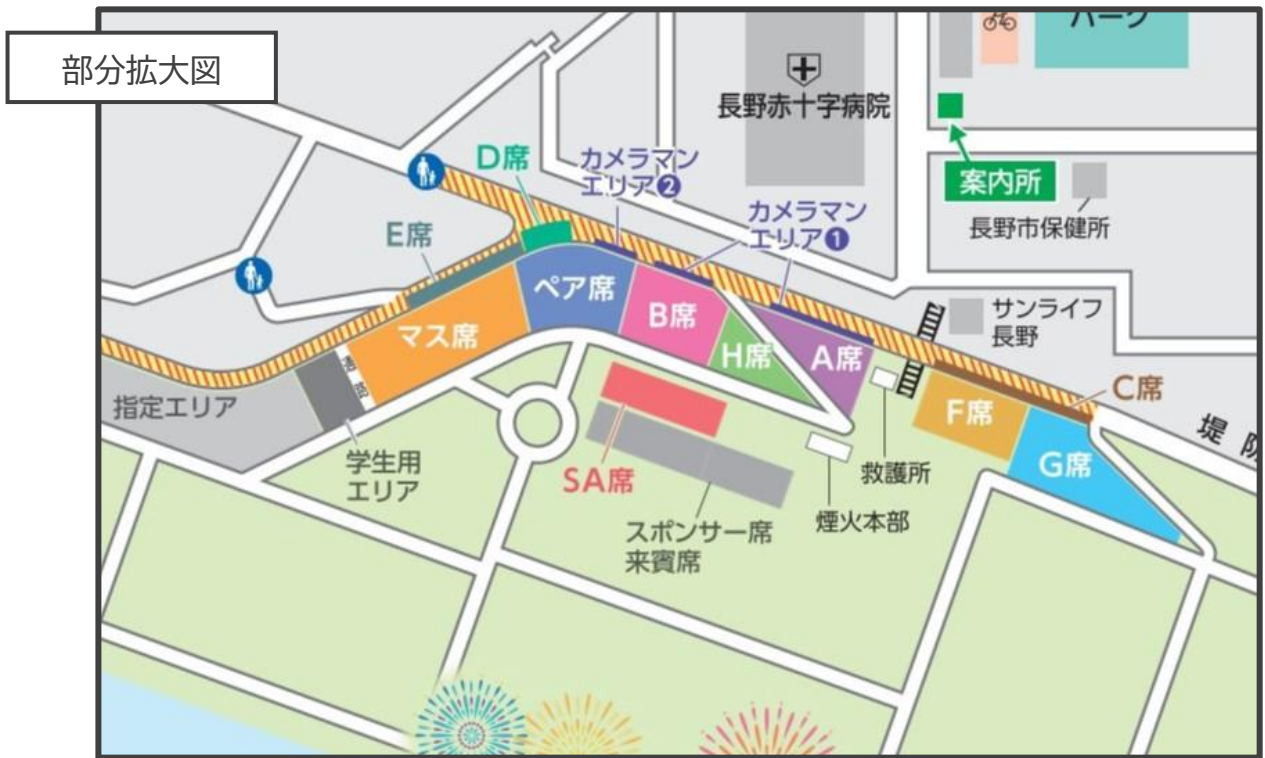 部分拡大図
パーク
長野赤十字病院
案内所
長野市保健所
D席
カメラマン
エリア❷
カメラマン
エリア❶
E席
ペア席
マス席
B席
H席
A席
サンライフ
長野
C席
F席
G席
堤防
指定エリア
通路
学生用
エリア
SA席
スポンサー席
来賓席
救護所
煙火本部